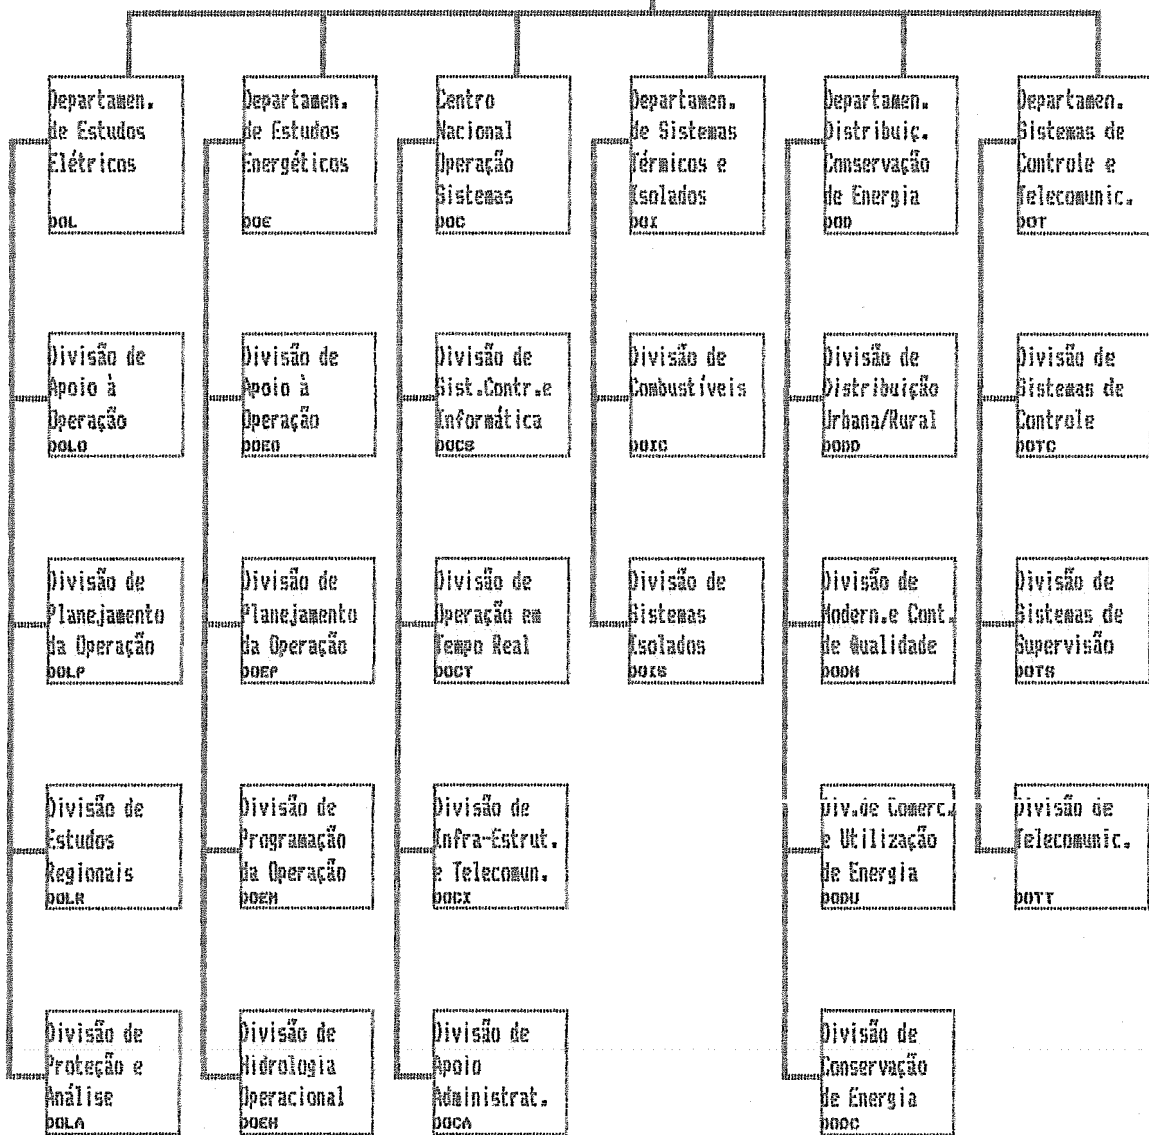 Departamen.
de Estudos
Elétricos
DOL
Departamen.
de Estudos
Energéticos
DOE
Centro
Nacional
Operação
Sistemas
DOC
Departamen.
de Sistemas
Térmicos e
Isolados
DOI
Departamen.
Distribuiç.
Conservação
de Energia
DOD
Departamen.
Sistemas de
Controle e
Telecomunic.
DOT
Divisão de
Apoio à
Operação
DOLO
Divisão de
Apoio à
Operação
DOEO
Divisão de
Sist.Contr.e
Informática
DOCS
Divisão de
Combustíveis
DOIC
Divisão de
Distribuição
Urbana/Rural
DODD
Divisão de
Sistemas de
Controle
DOTC
Divisão de
Planejamento
da Operação
DOLP
Divisão de
Planejamento
da Operação
DOEP
Divisão de
Operação em
Tempo Real
DOCT
Divisão de
Sistemas
Isolados
DOIS
Divisão de
Modern.e Cont.
de Qualidade
DODM
Divisão de
Sistemas de
Supervisão
DOTS
Divisão de
Estudos
Regionais
DOLR
Divisão de
Programação
da Operação
DOEM
Divisão de
Infra-Estrut.
e Telecomun.
DOCI
Div.de Comerc.
e Utilização
de Energia
DODU
Divisão de
Telecomunic.
DOTT
Divisão de
Proteção e
Análise
DOLA
Divisão de
Hidrologia
Operacional
DOEH
Divisão de
Apoio
Administrat.
DOCA
Divisão de
Conservação
de Energia
DODC